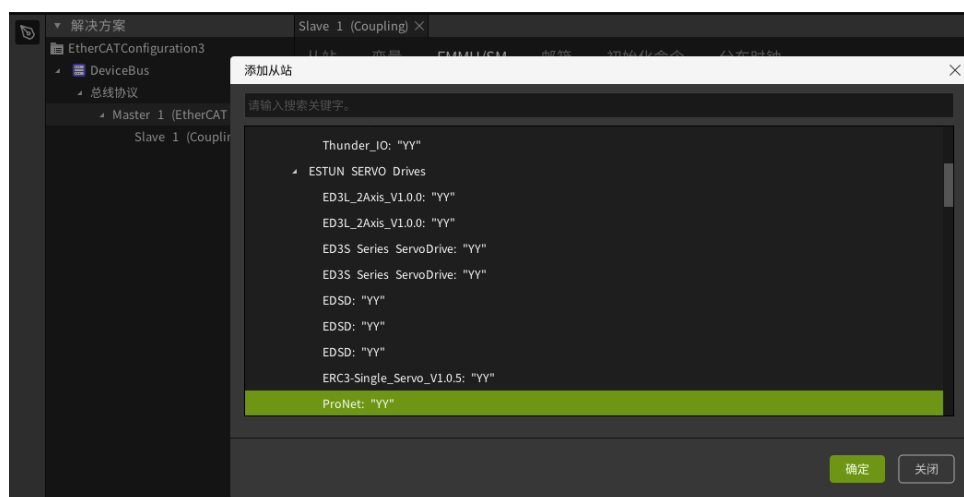 解决方案
Slave 1 (Coupling)
EtherCATConfiguration3
DeviceBus
总线协议
Master 1 (EtherCAT
Slave 1 (Couplin
添加从站
请输入搜索关键字。
Thunder_IO: "YY"
ESTUN SERVO Drives
ED3L_2Axis_V1.0.0: "YY"
ED3L_2Axis_V1.0.0: "YY"
ED3S Series ServoDrive: "YY"
ED3S Series ServoDrive: "YY"
EDSD: "YY"
EDSD: "YY"
EDSD: "YY"
ERC3-Single_Servo_V1.0.5: "YY"
ProNet: "YY"
确定 关闭